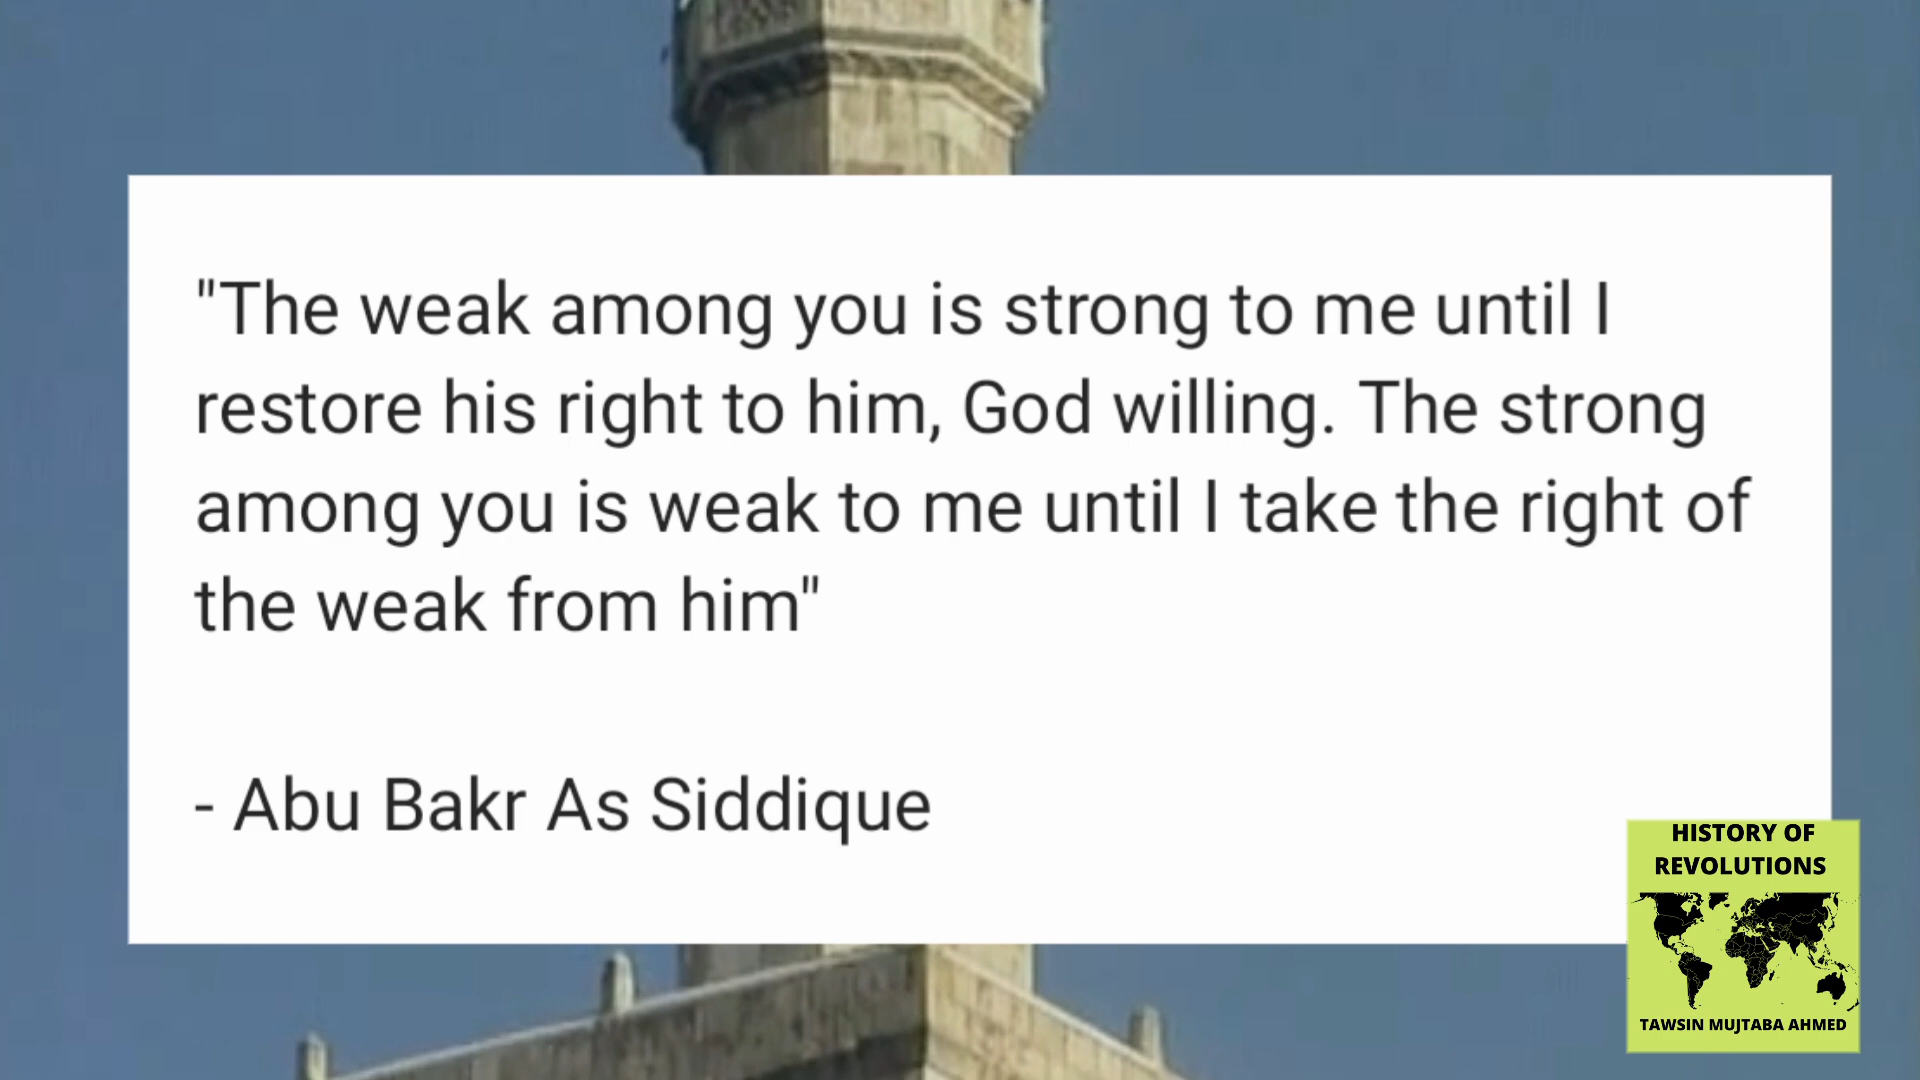 "The weak among you is strong to me until I
restore his right to him, God willing. The strong
among you is weak to me until I take the right of
the weak from him"
- Abu Bakr As Siddique
HISTORY OF
REVOLUTIONS
TAWSIN MUJTABA AHMED